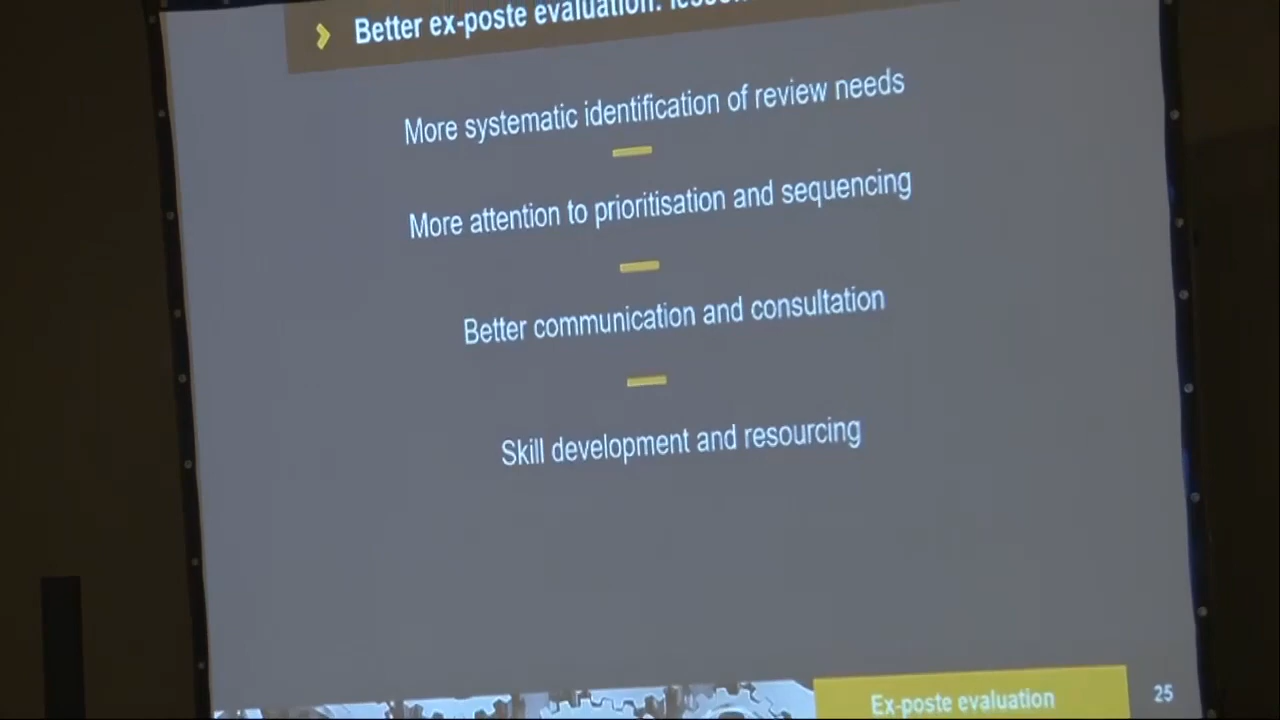 Better ex-poste evaluation:
More systematic identification of review needs
More attention to prioritisation and sequencing
Better communication and consultation
Skill development and resourcing
Ex-poste evaluation
25